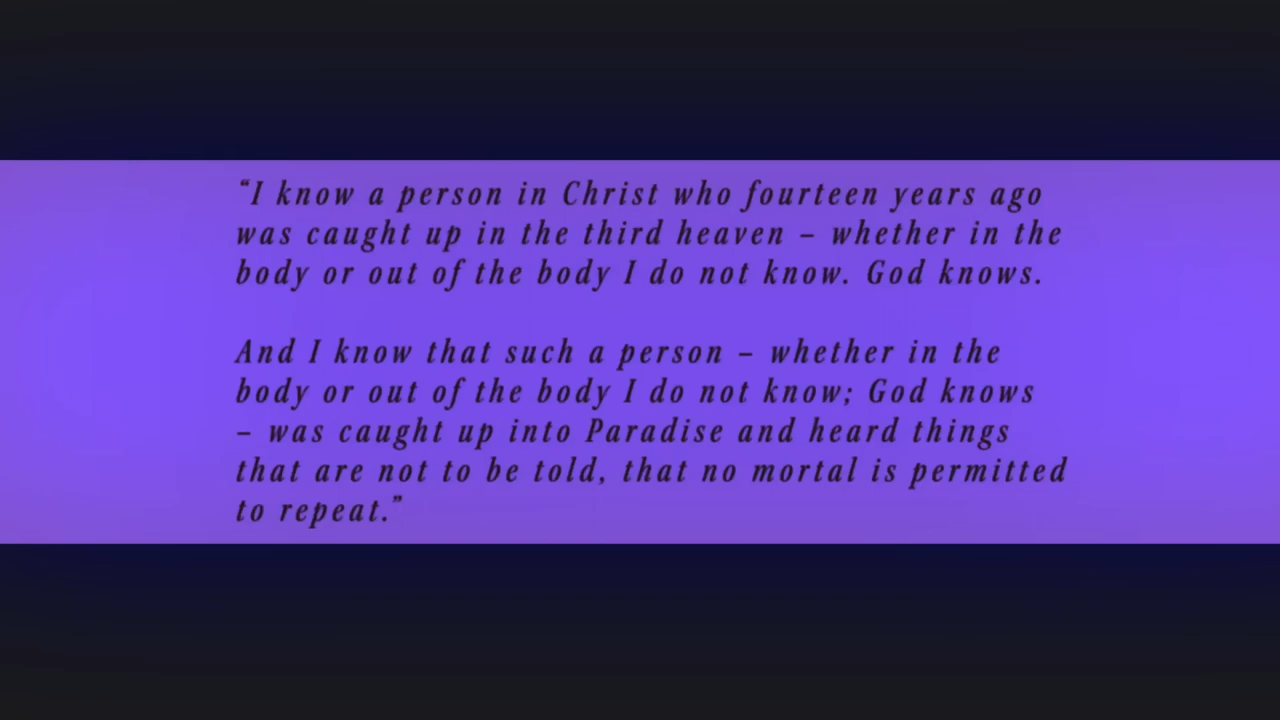 “I know a person in Christ who fourteen years ago
was caught up in the third heaven – whether in the
body or out of the body I do not know. God knows.
And I know that such a person – whether in the
body or out of the body I do not know; God knows
– was caught up into Paradise and heard things
that are not to be told, that no mortal is permitted
to repeat.”